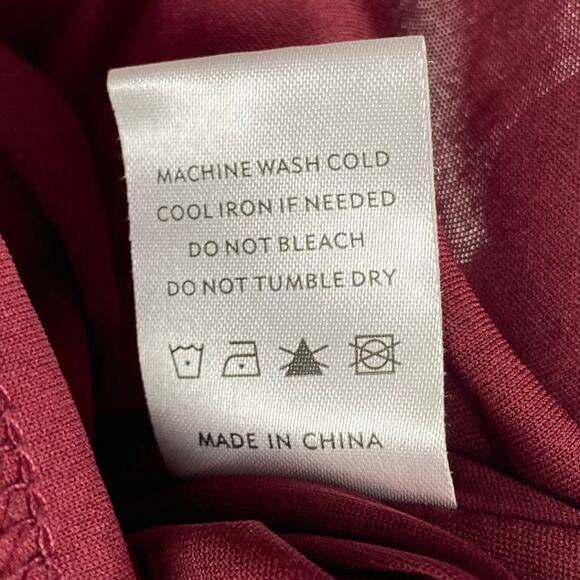 MACHINE WASH COLD
COOL IRON IF NEEDED
DO NOT BLEACH
DO NOT TUMBLE DRY
MADE IN CHINA